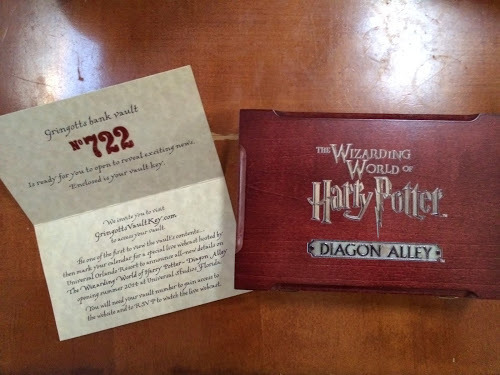 Gringotts bank vault
No 722
Is ready for you to open to reveal exciting news.
Enclosed is your vault key.
We invite you to visit
GringottsVaultKey.com
to access your vault.
Be one of the first to view the vault's contents...
then mark your calendar for a special live webcast hosted by
Universal Orlando Resort to announce all-new details on
The Wizarding World of Harry Potter - Diagon Alley
opening summer 2014 at Universal Studios Florida.
You will need your vault number to gain access to
the website and to RSVP to watch the live webcast.
THE WIZARDING
WORLD OF
Harry Potter
DIAGON ALLEY